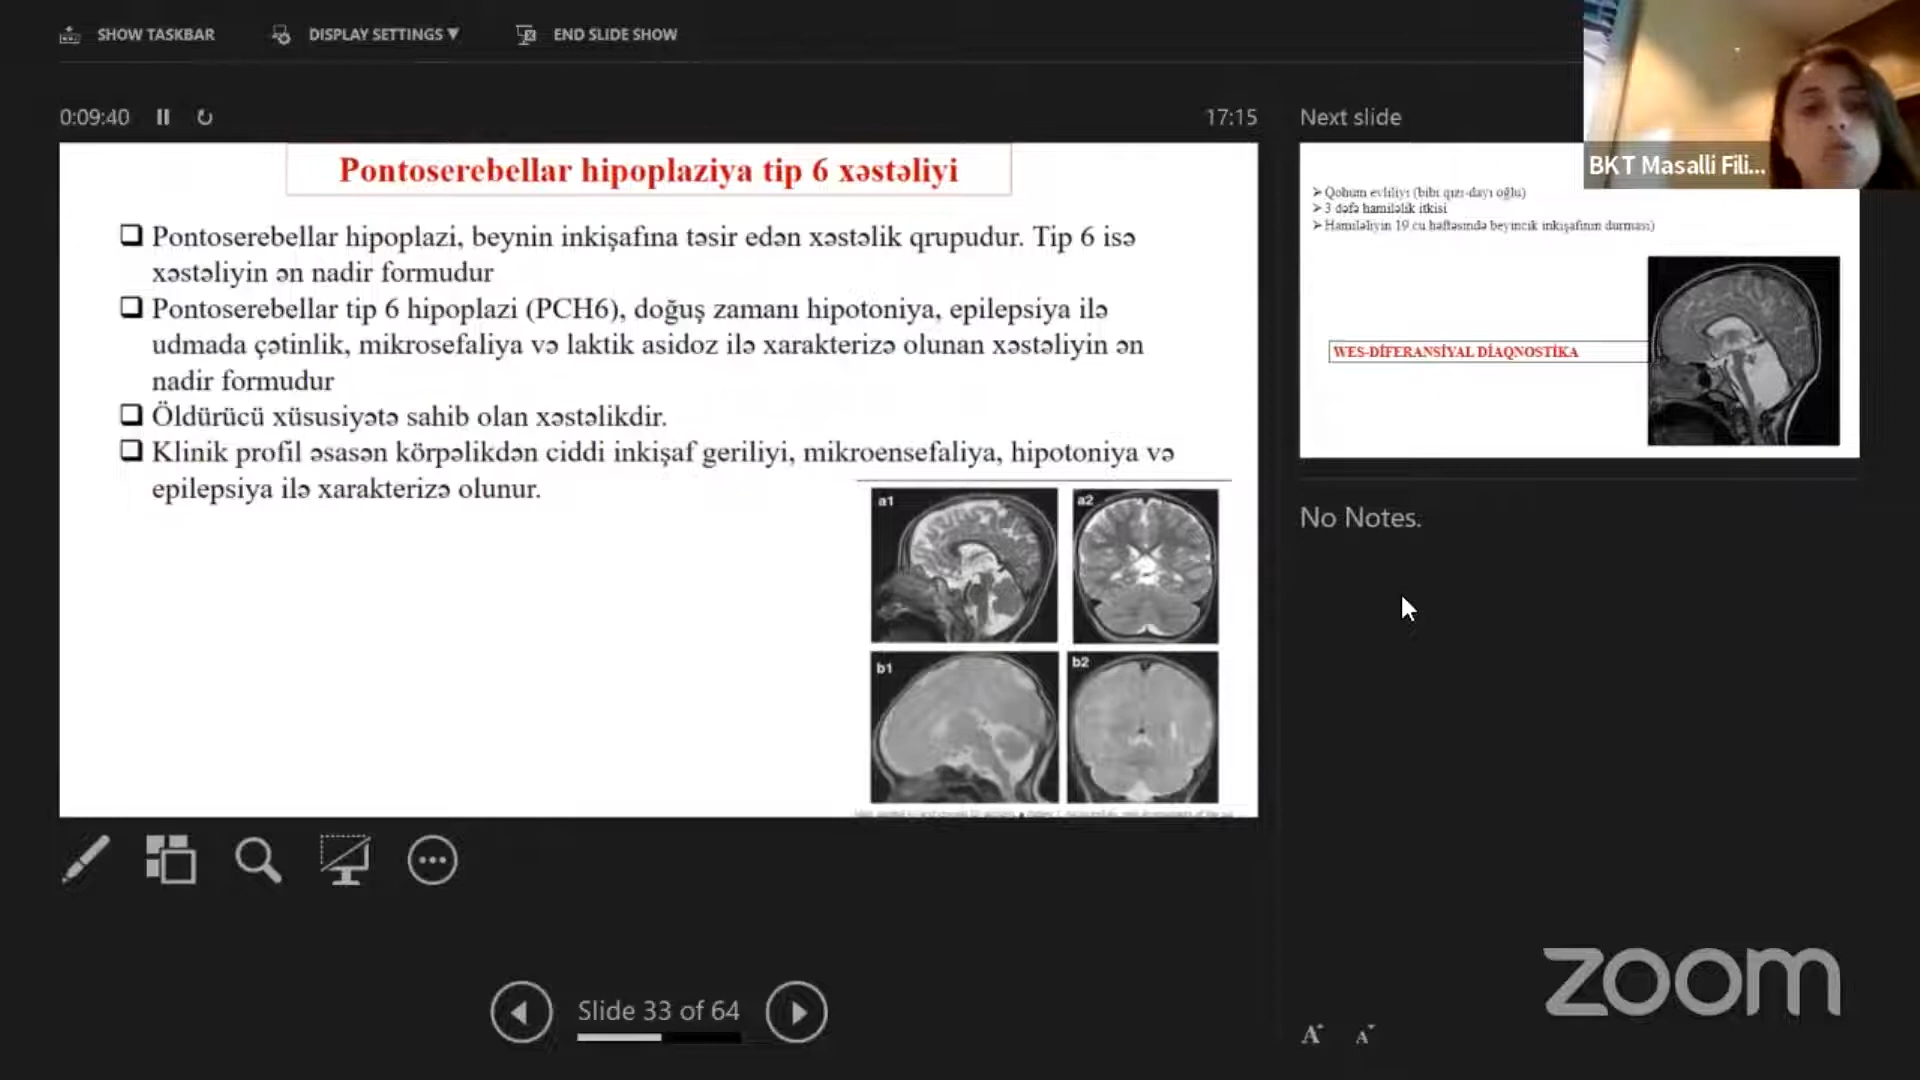 SHOW TASKBAR
DISPLAY SETTINGS ▼
END SLIDE SHOW
0:09:40
17:15
Next slide
BKT Masalli Fili...
Pontoserebellar hipoplaziya tip 6 xəstəliyi
Pontoserebellar hipoplazi, beynin inkişafına təsir edən xəstəlik qrupudur. Tip 6 isə
xəstəliyin ən nadir formudur
Pontoserebellar tip 6 hipoplazi (PCH6), doğuş zamanı hipotoniya, epilepsiya ilə
udmada çətinlik, mikrosefaliya və laktik asidoz ilə xarakterizə olunan xəstəliyin ən
nadir formudur
Öldürücü xüsusiyətə sahib olan xəstəlikdir.
Klinik profil əsasən körpəlikdən ciddi inkişaf geriliyi, mikroensefaliya, hipotoniya və
epilepsiya ilə xarakterizə olunur.
a1
a2
b1
b2
Qohum evliliyi (bibi qızı-dayı oğlu)
3 dəfə hamiləlik itkisi
Hamiləliyin 19 cu həftəsində beyincik inkişafının durması)
WES-DİFERANSİYAL DİAQNOSTİKA
No Notes.
Slide 33 of 64
zoom
A A